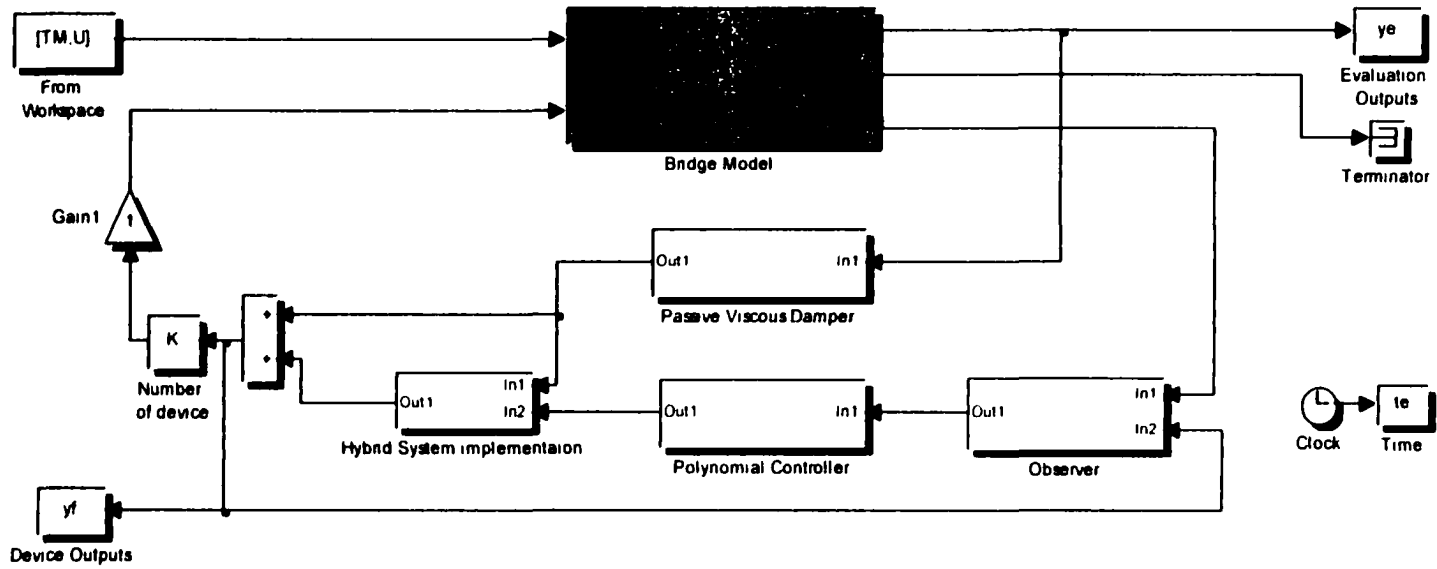 [TM,U]
From
Workspace
Bridge Model
ye
Evaluation
Outputs
Terminator
Gain1
1
Out1
In1
Passive Viscous Damper
+
+
K
Number
of device
In1
Out1
In2
Hybrid System implementaion
Out1
In1
Polynomial Controller
In1
Out1
In2
Observer
Clock
te
Time
yf
Device Outputs